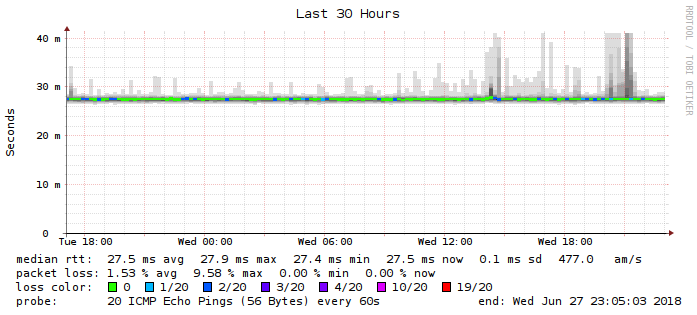 Last 30 Hours
RRDTOOL / TOBI OETIKER
Seconds
40 m
30 m
20 m
10 m
0
Tue 18:00 Wed 00:00 Wed 06:00 Wed 12:00 Wed 18:00
median rtt: 27.5 ms avg 27.9 ms max 27.4 ms min 27.5 ms now 0.1 ms sd 477.0 am/s
packet loss: 1.53 % avg 9.58 % max 0.00 % min 0.00 % now
loss color: 0 1/20 2/20 3/20 4/20 10/20 19/20
probe: 20 ICMP Echo Pings (56 Bytes) every 60s end: Wed Jun 27 23:05:03 2018